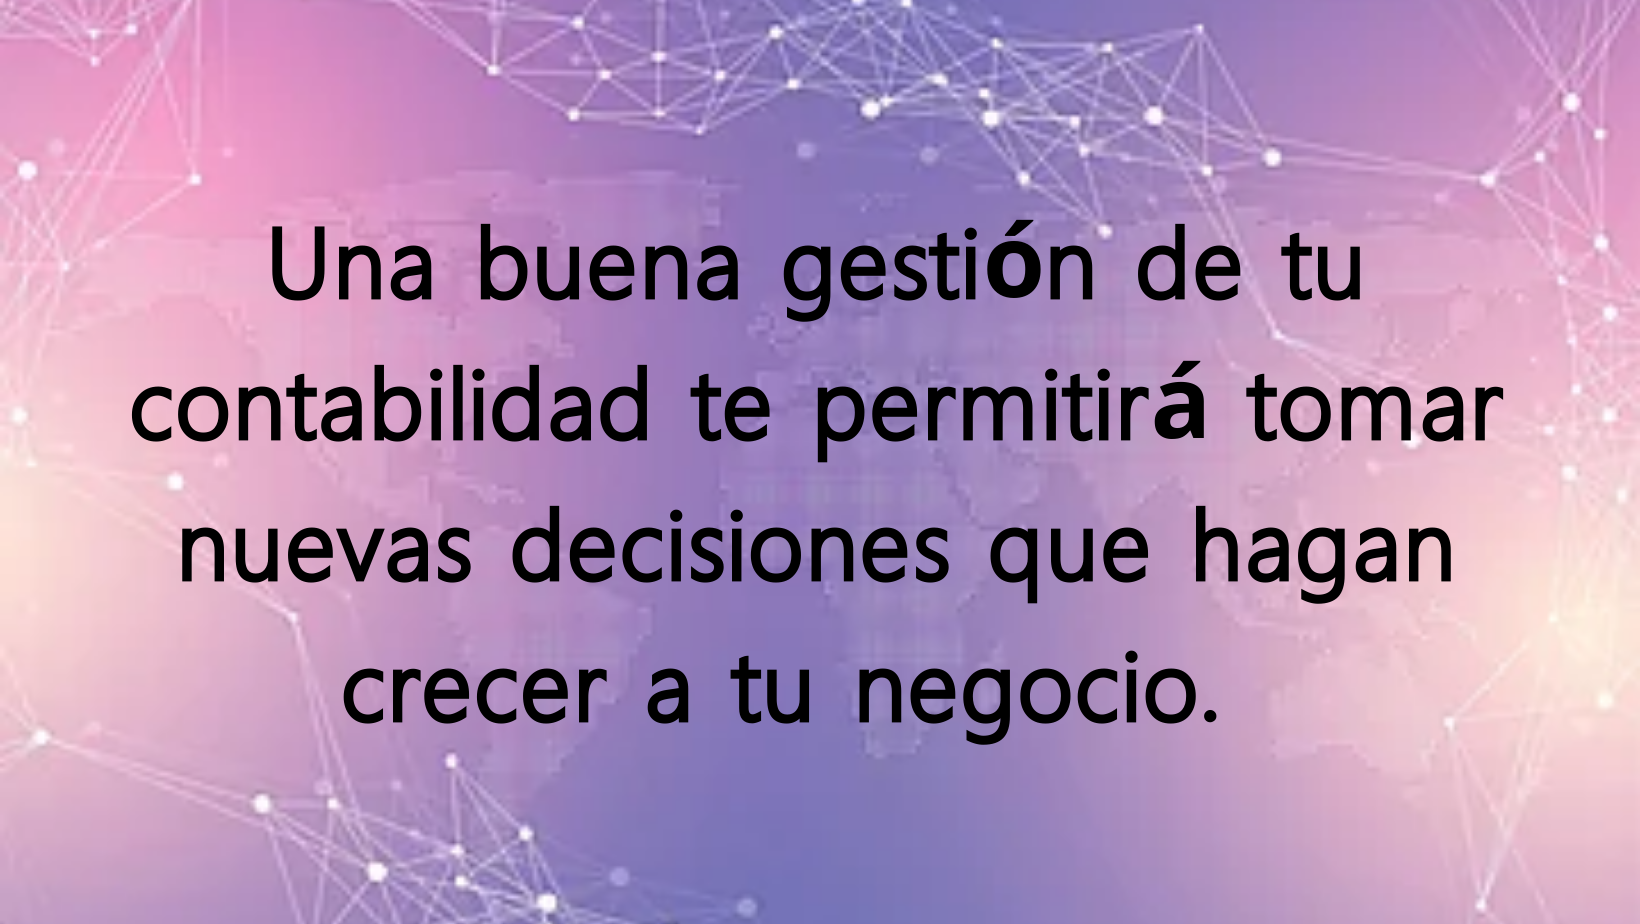 Una buena gestión de tu
contabilidad te permitirá tomar
nuevas decisiones que hagan
crecer a tu negocio.